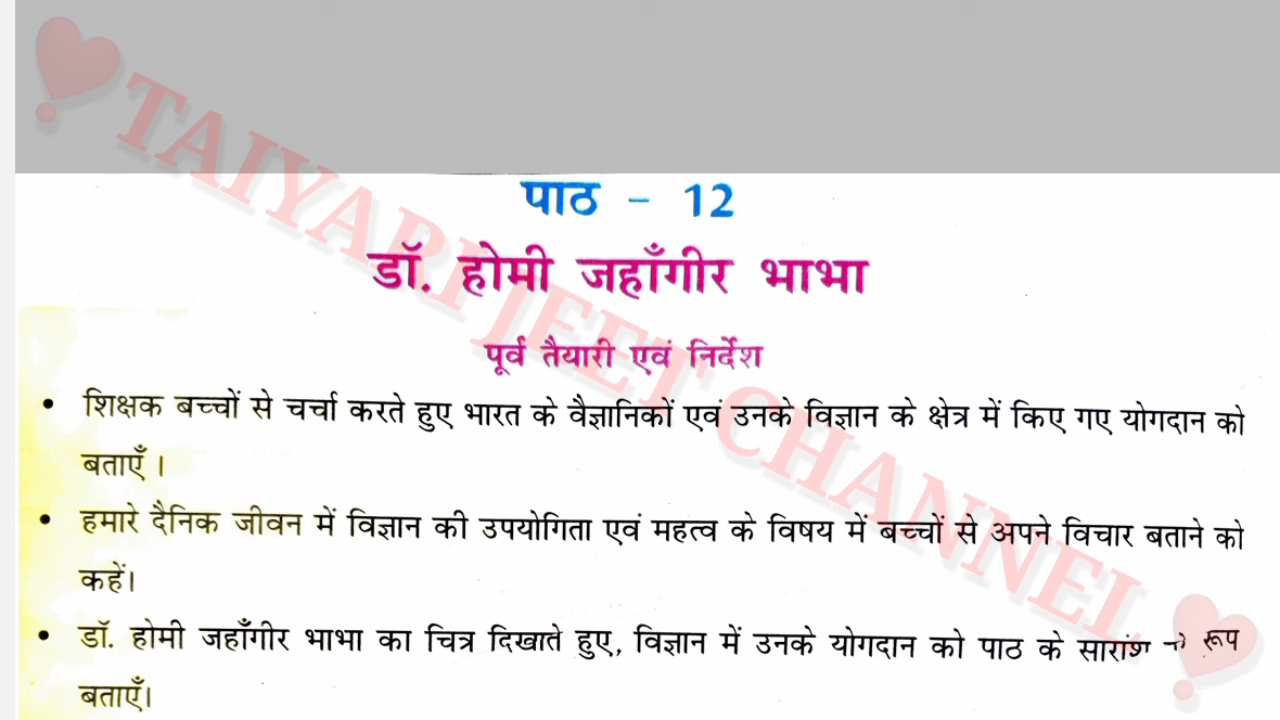 पाठ - 12
डॉ. होमी जहाँगीर भाभा
पूर्व तैयारी एवं निर्देश
• शिक्षक बच्चों से चर्चा करते हुए भारत के वैज्ञानिकों एवं उनके विज्ञान के क्षेत्र में किए गए योगदान को
बताएँ ।
• हमारे दैनिक जीवन में विज्ञान की उपयोगिता एवं महत्व के विषय में बच्चों से अपने विचार बताने को
कहें।
• डॉ. होमी जहाँगीर भाभा का चित्र दिखाते हुए, विज्ञान में उनके योगदान को पाठ के सारांश रूप
बताएँ।
TAIYARI JEET CHANNEL